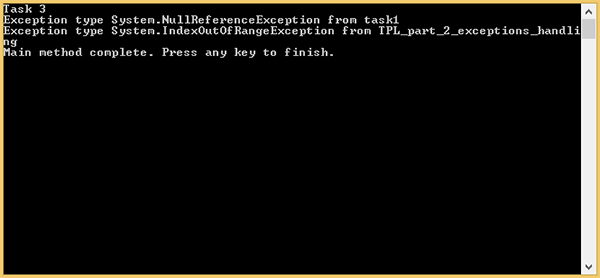 Task 3
Exception type System.NullReferenceException from task1
Exception type System.IndexOutOfRangeException from TPL_part_2_exceptions_handli
ng
Main method complete. Press any key to finish.